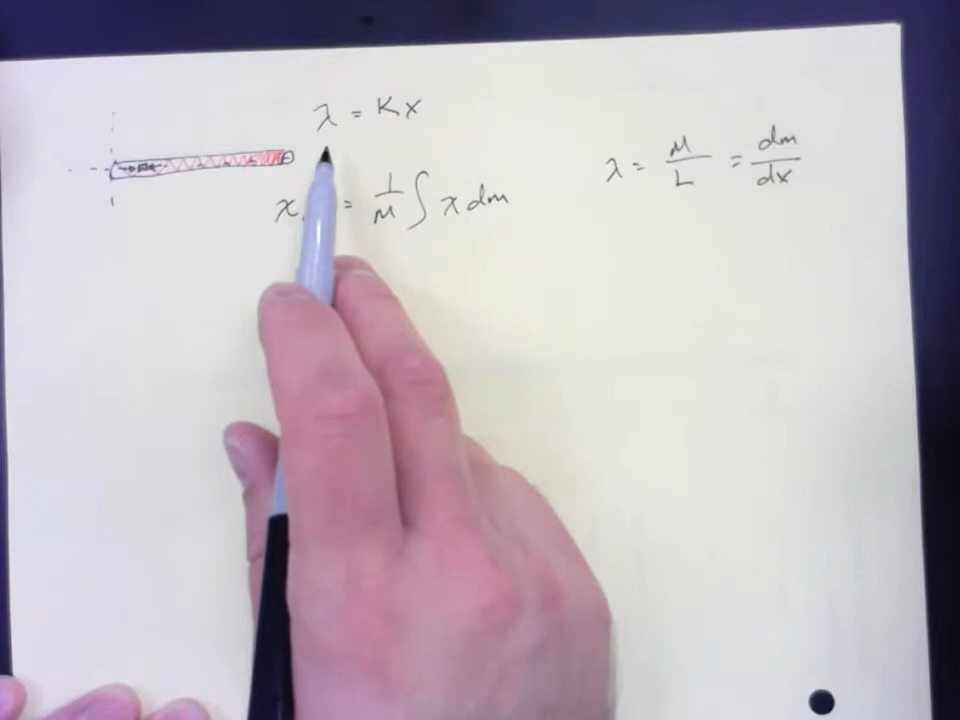 λ = Kx
λ = M/L = dm/dx
x = 1/M ∫ x dm